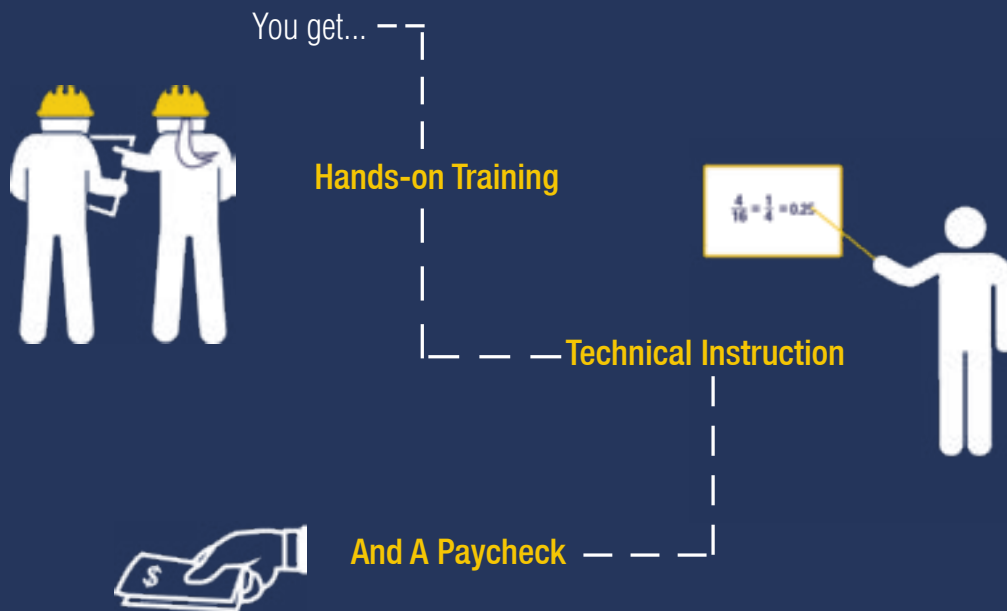 You get...
Hands-on Training
4/16 = 1/4 = 0.25
Technical Instruction
And A Paycheck
$